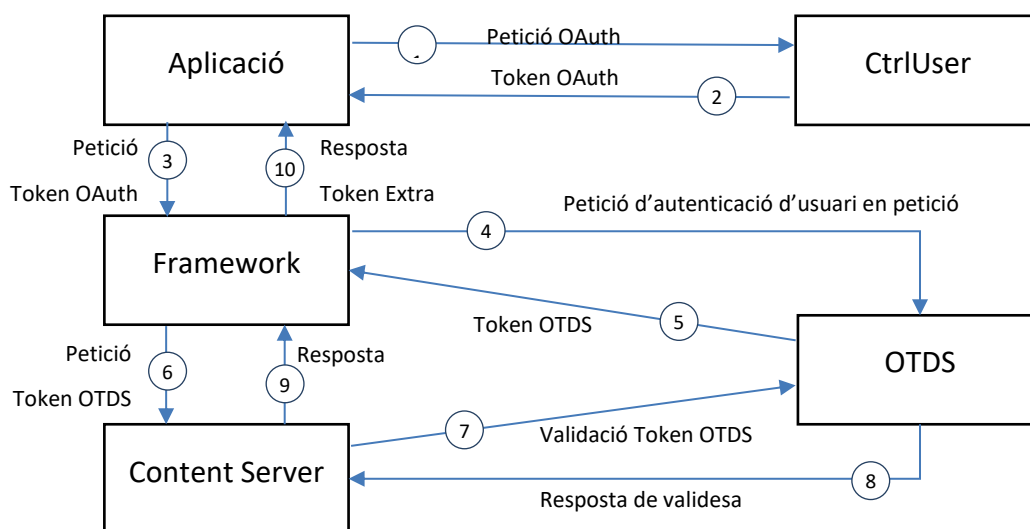 Petició OAuth
Aplicació
CtrlUser
Token OAuth
2
Petició
Resposta
3
10
Token OAuth
Token Extra
Petició d’autenticació d’usuari en petició
4
Framework
5
Token OTDS
Petició
Resposta
OTDS
6
9
Token OTDS
7
Validació Token OTDS
Content Server
8
Resposta de validesa